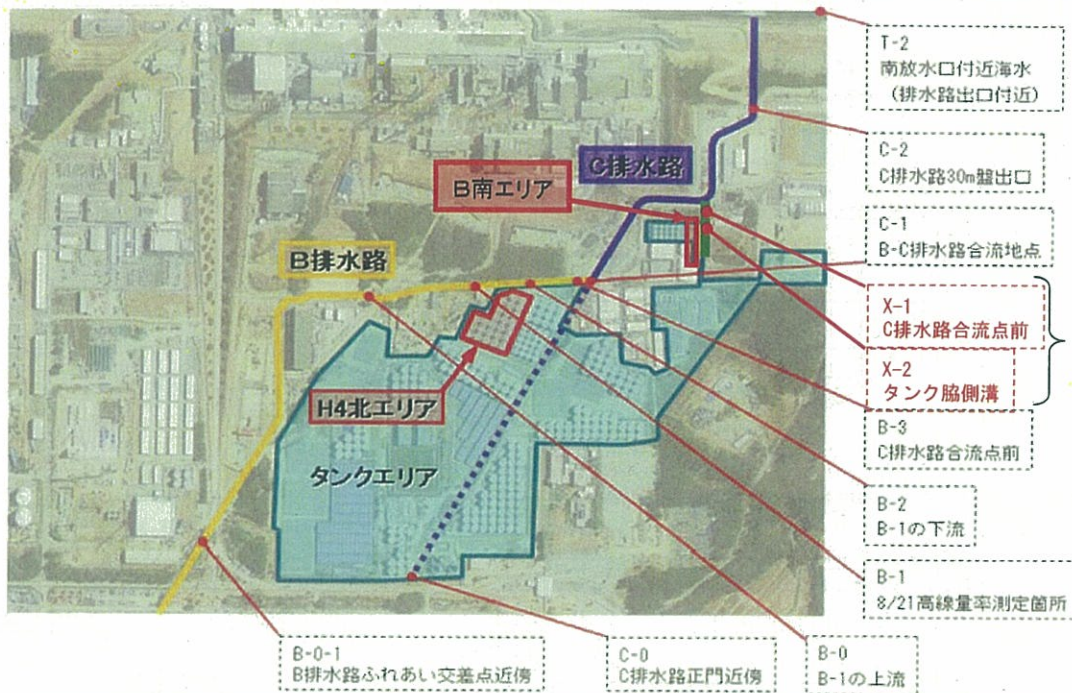 T-2
南放水口付近海水
(排水路出口付近)
C-2
C排水路30m盤出口
C排水路
B南エリア
C-1
B-C排水路合流地点
B排水路
X-1
C排水路合流点前
X-2
タンク脇側溝
H4北エリア
B-3
C排水路合流点前
タンクエリア
B-2
B-1の下流
B-1
8/21高線量率測定箇所
B-0-1
B排水路ふれあい交差点近傍
C-0
C排水路正門近傍
B-0
B-1の上流